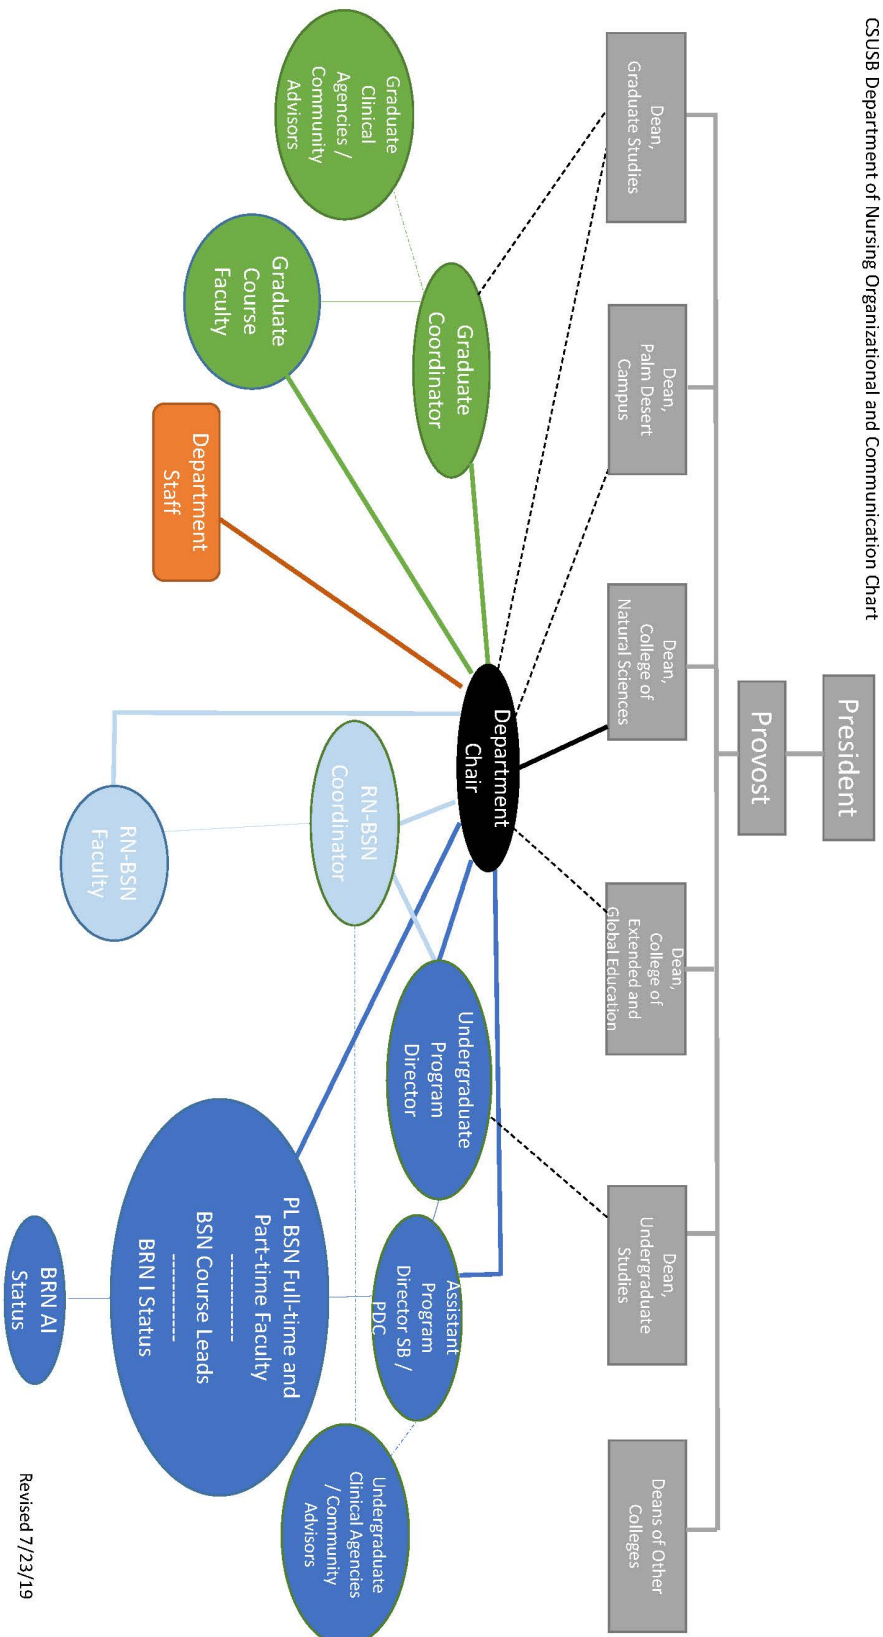 CSUSB Department of Nursing Organizational and Communication Chart
President
Provost
Dean,
Graduate Studies
Dean,
Palm Desert
Campus
Dean,
College of
Natural Sciences
Dean,
College of
Extended and
Global Education
Dean,
Undergraduate
Studies
Deans of Other
Colleges
Department
Chair
Graduate
Coordinator
Graduate
Clinical
Agencies /
Community
Advisors
Graduate
Course
Faculty
Department
Staff
RN-BSN
Coordinator
RN-BSN
Faculty
Undergraduate
Program
Director
Assistant
Program
Director SB /
PDC
Undergraduate
Clinical Agencies
/ Community
Advisors
PL BSN Full-time and
Part-time Faculty
------------
BSN Course Leads
------------
BRN I Status
BRN AI
Status
Revised 7/23/19